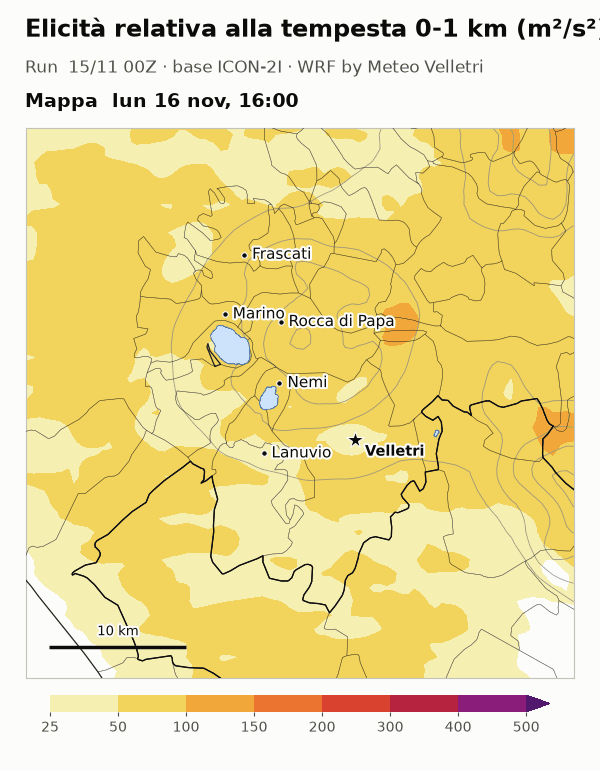 Elicità relativa alla tempesta 0-1 km (m²/s²)
Run  15/11 00Z · base ICON-2I · WRF by Meteo Velletri
Mappa  lun 16 nov, 16:00
Frascati
Marino
Rocca di Papa
Nemi
Velletri
Lanuvio
10 km
25 50 100 150 200 300 400 500